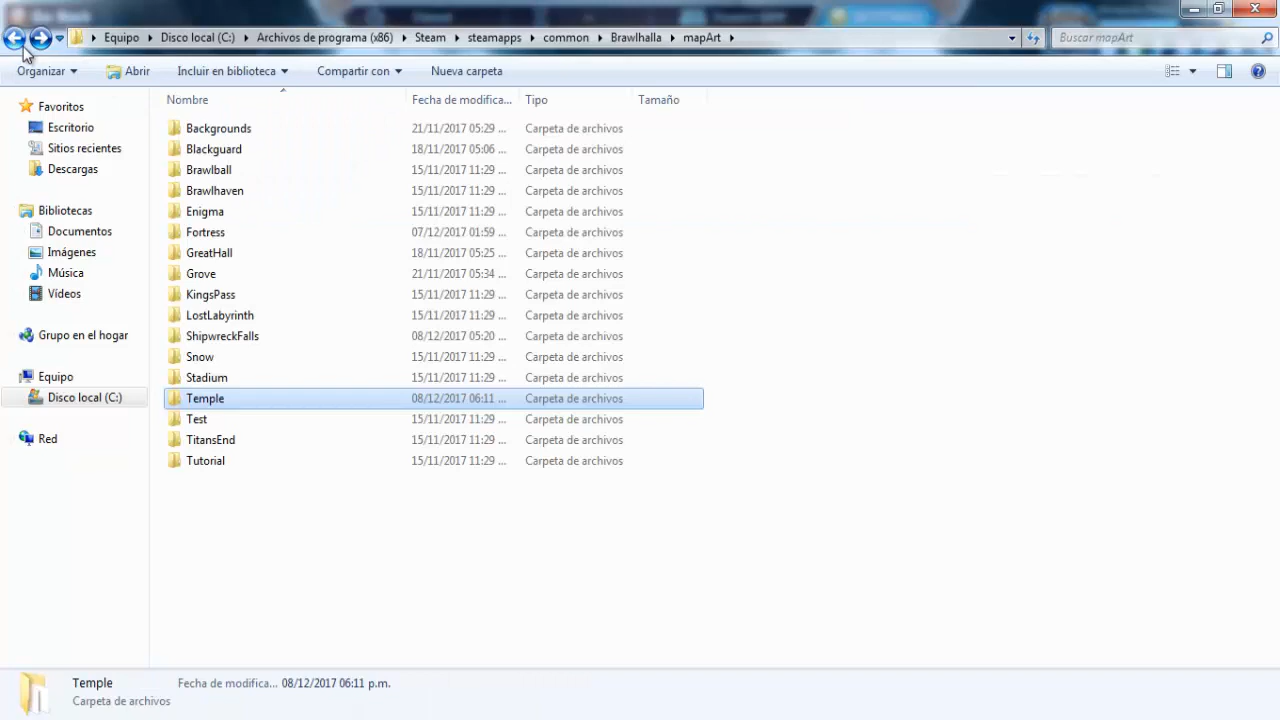 Equipo Disco local (C:) Archivos de programa (x86) Steam steamapps common Brawlhalla mapArt Buscar mapArt
Organizar Abrir Incluir en biblioteca Compartir con Nueva carpeta
Nombre Fecha de modifica... Tipo Tamaño
Favoritos
Escritorio
Sitios recientes
Descargas
Bibliotecas
Documentos
Imágenes
Música
Vídeos
Grupo en el hogar
Equipo
Disco local (C:)
Red
Backgrounds 21/11/2017 05:29 ... Carpeta de archivos
Blackguard 18/11/2017 05:06 ... Carpeta de archivos
Brawlball 15/11/2017 11:29 ... Carpeta de archivos
Brawlhaven 15/11/2017 11:29 ... Carpeta de archivos
Enigma 15/11/2017 11:29 ... Carpeta de archivos
Fortress 07/12/2017 01:59 ... Carpeta de archivos
GreatHall 18/11/2017 05:25 ... Carpeta de archivos
Grove 21/11/2017 05:34 ... Carpeta de archivos
KingsPass 15/11/2017 11:29 ... Carpeta de archivos
LostLabyrinth 15/11/2017 11:29 ... Carpeta de archivos
ShipwreckFalls 08/12/2017 05:20 ... Carpeta de archivos
Snow 15/11/2017 11:29 ... Carpeta de archivos
Stadium 15/11/2017 11:29 ... Carpeta de archivos
Temple 08/12/2017 06:11 ... Carpeta de archivos
Test 15/11/2017 11:29 ... Carpeta de archivos
TitansEnd 15/11/2017 11:29 ... Carpeta de archivos
Tutorial 15/11/2017 11:29 ... Carpeta de archivos
Temple Fecha de modifica... 08/12/2017 06:11 p.m.
Carpeta de archivos